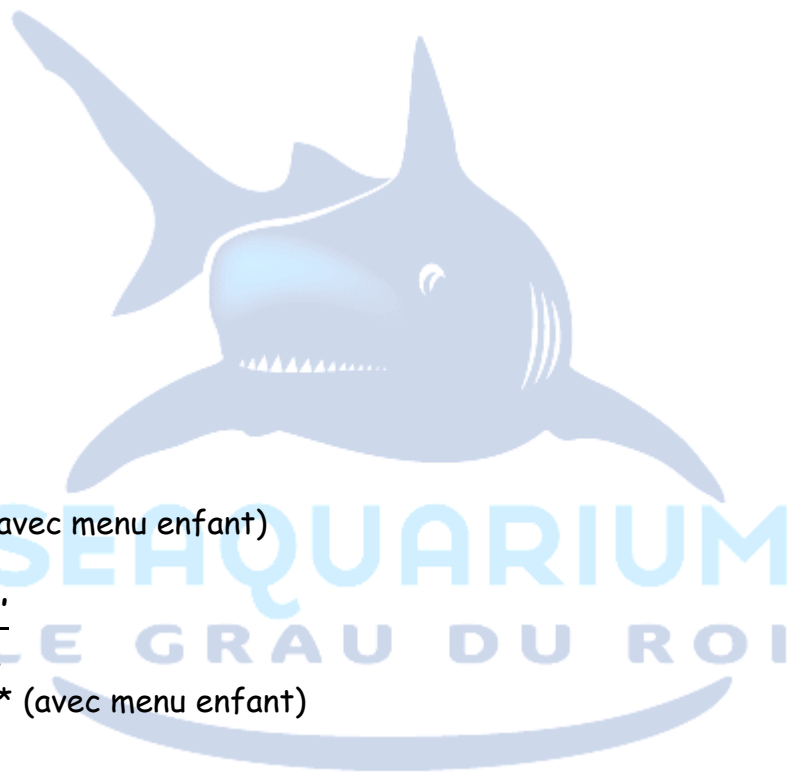 avec menu enfant)
SEAQUARIUM
LE GRAU DU ROI
* (avec menu enfant)